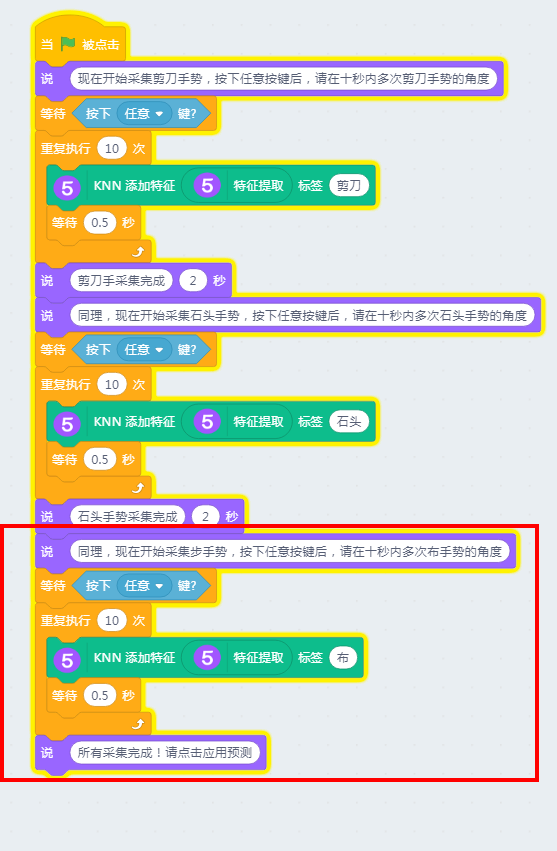 当 被点击
说 现在开始采集剪刀手势，按下任意按键后，请在十秒内多次剪刀手势的角度
等待 按下 任意 键?
重复执行 10 次
5 KNN 添加特征 5 特征提取 标签 剪刀
等待 0.5 秒
说 剪刀手采集完成 2 秒
说 同理，现在开始采集石头手势，按下任意按键后，请在十秒内多次石头手势的角度
等待 按下 任意 键?
重复执行 10 次
5 KNN 添加特征 5 特征提取 标签 石头
等待 0.5 秒
说 石头手势采集完成 2 秒
说 同理，现在开始采集步手势，按下任意按键后，请在十秒内多次布手势的角度
等待 按下 任意 键?
重复执行 10 次
5 KNN 添加特征 5 特征提取 标签 布
等待 0.5 秒
说 所有采集完成！请点击应用预测